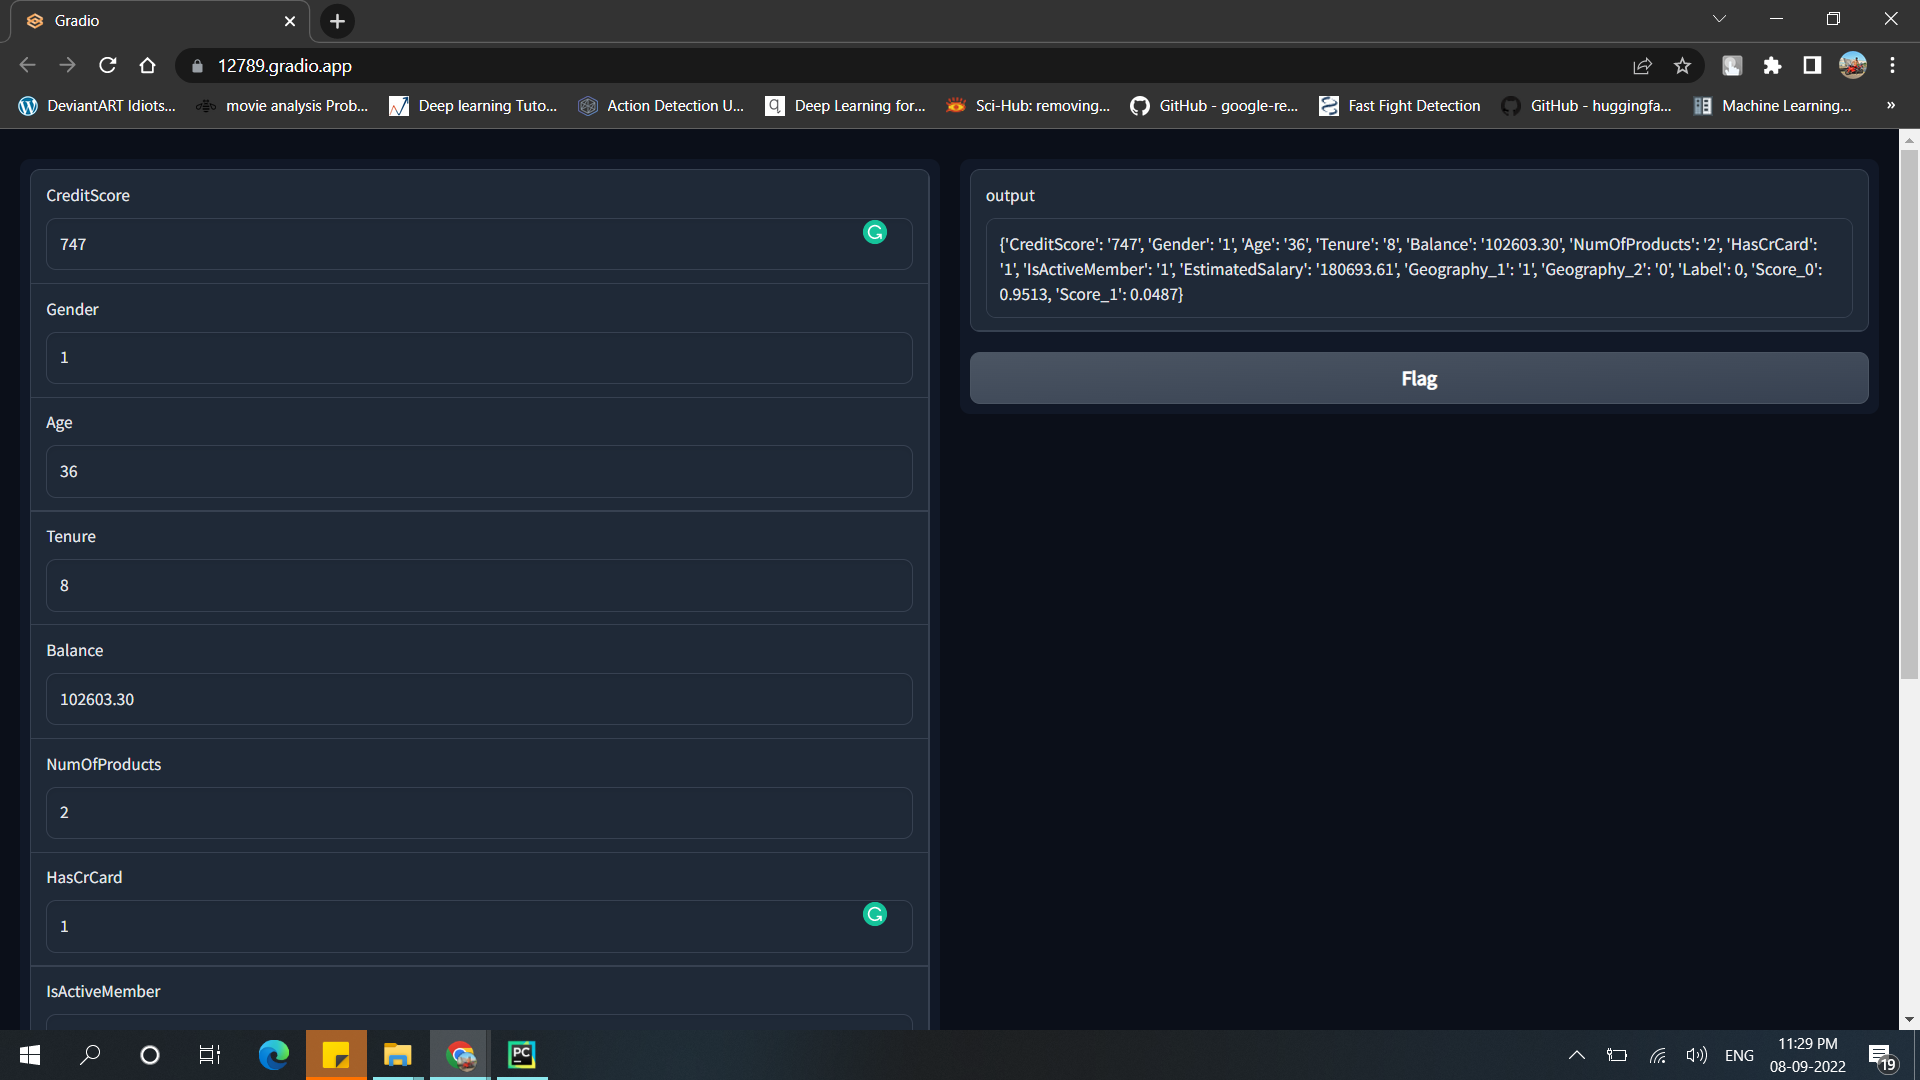 Gradio
12789.gradio.app
DeviantART Idiots...
movie analysis Prob...
Deep learning Tuto...
Action Detection U...
Deep Learning for...
Sci-Hub: removing...
GitHub - google-re...
Fast Fight Detection
GitHub - huggingfa...
Machine Learning...
»
CreditScore
747
Gender
1
Age
36
Tenure
8
Balance
102603.30
NumOfProducts
2
HasCrCard
1
IsActiveMember
output
{'CreditScore': '747', 'Gender': '1', 'Age': '36', 'Tenure': '8', 'Balance': '102603.30', 'NumOfProducts': '2', 'HasCrCard':
'1', 'IsActiveMember': '1', 'EstimatedSalary': '180693.61', 'Geography_1': '1', 'Geography_2': '0', 'Label': 0, 'Score_0':
0.9513, 'Score_1': 0.0487}
Flag
PC
ENG
11:29 PM
08-09-2022
19